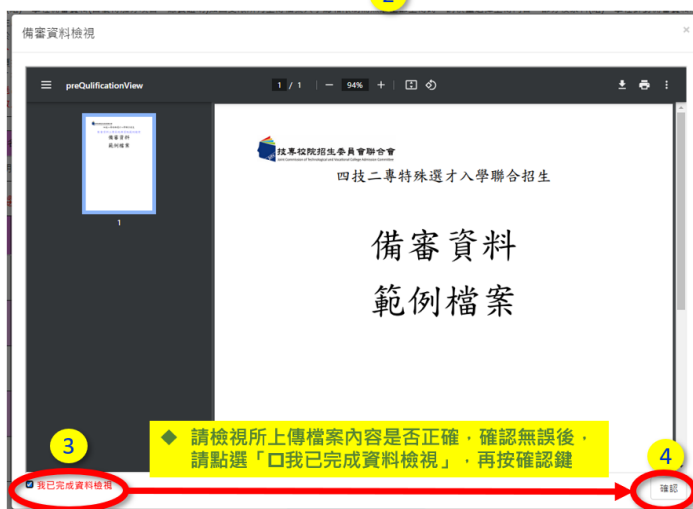 2
備審資料檢視
×
preQulificationView
1 / 1
94%
技專校院招生委員會聯合會
Joint Commission of Technological and Vocational College Admission Committee
四技二專特殊選才入學聯合招生
備審資料
範例檔案
1
◆ 請檢視所上傳檔案內容是否正確，確認無誤後，
請點選「口我已完成資料檢視」，再按確認鍵
3
4
我已完成資料檢視
確認